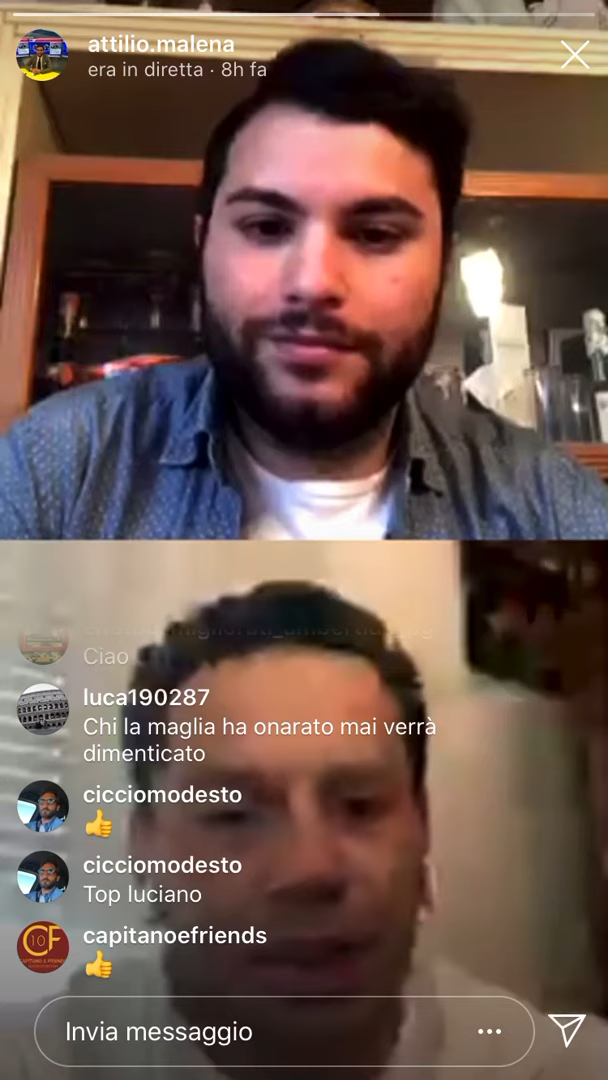 attilio.malena
era in diretta · 8h fa
Ciao
luca190287
Chi la maglia ha onarato mai verrà
dimenticato
cicciomodesto
👍
cicciomodesto
Top luciano
capitanoefriends
👍
Invia messaggio